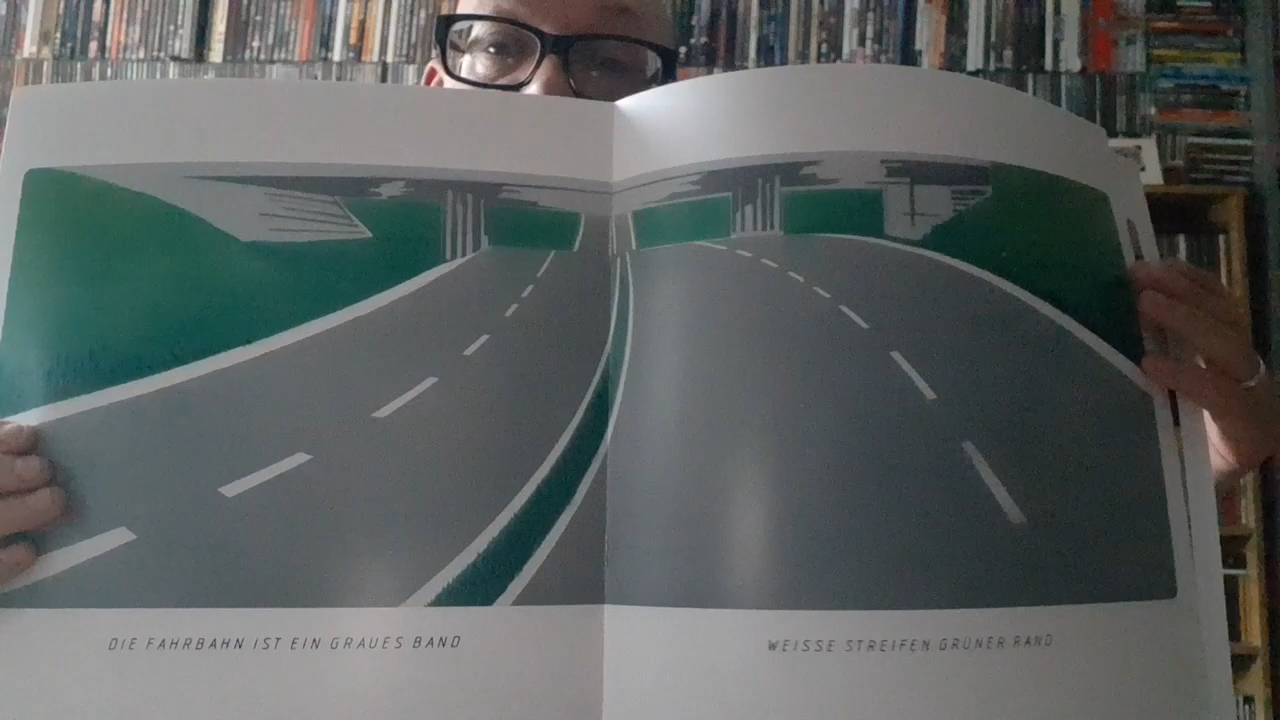 DIE FAHRBAHN IST EIN GRAUES BAND
WEISSE STREIFEN GRÜNER RAND